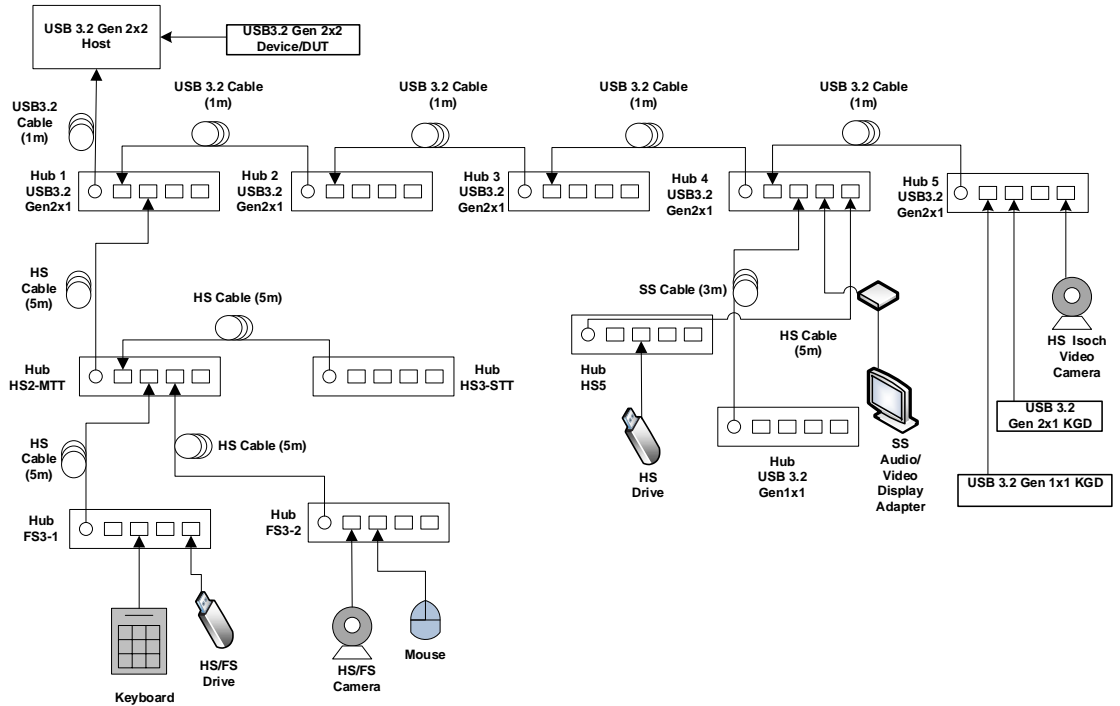 USB 3.2 Gen 2x2
Host
USB3.2 Gen 2x2
Device/DUT
USB3.2
Cable
(1m)
USB 3.2 Cable
(1m)
USB 3.2 Cable
(1m)
USB 3.2 Cable
(1m)
USB 3.2 Cable
(1m)
Hub 1
USB3.2
Gen2x1
Hub 2
USB3.2
Gen2x1
Hub 3
USB3.2
Gen2x1
Hub 4
USB3.2
Gen2x1
Hub 5
USB3.2
Gen2x1
HS
Cable
(5m)
HS Cable (5m)
SS Cable (3m)
HS Cable
(5m)
HS Isoch
Video
Camera
Hub
HS2-MTT
Hub
HS3-STT
Hub
HS5
HS
Drive
Hub
USB 3.2
Gen1x1
SS
Audio/
Video
Display
Adapter
USB 3.2
Gen 2x1 KGD
USB 3.2 Gen 1x1 KGD
HS
Cable
(5m)
HS Cable (5m)
Hub
FS3-1
Hub
FS3-2
Keyboard
HS/FS
Drive
HS/FS
Camera
Mouse